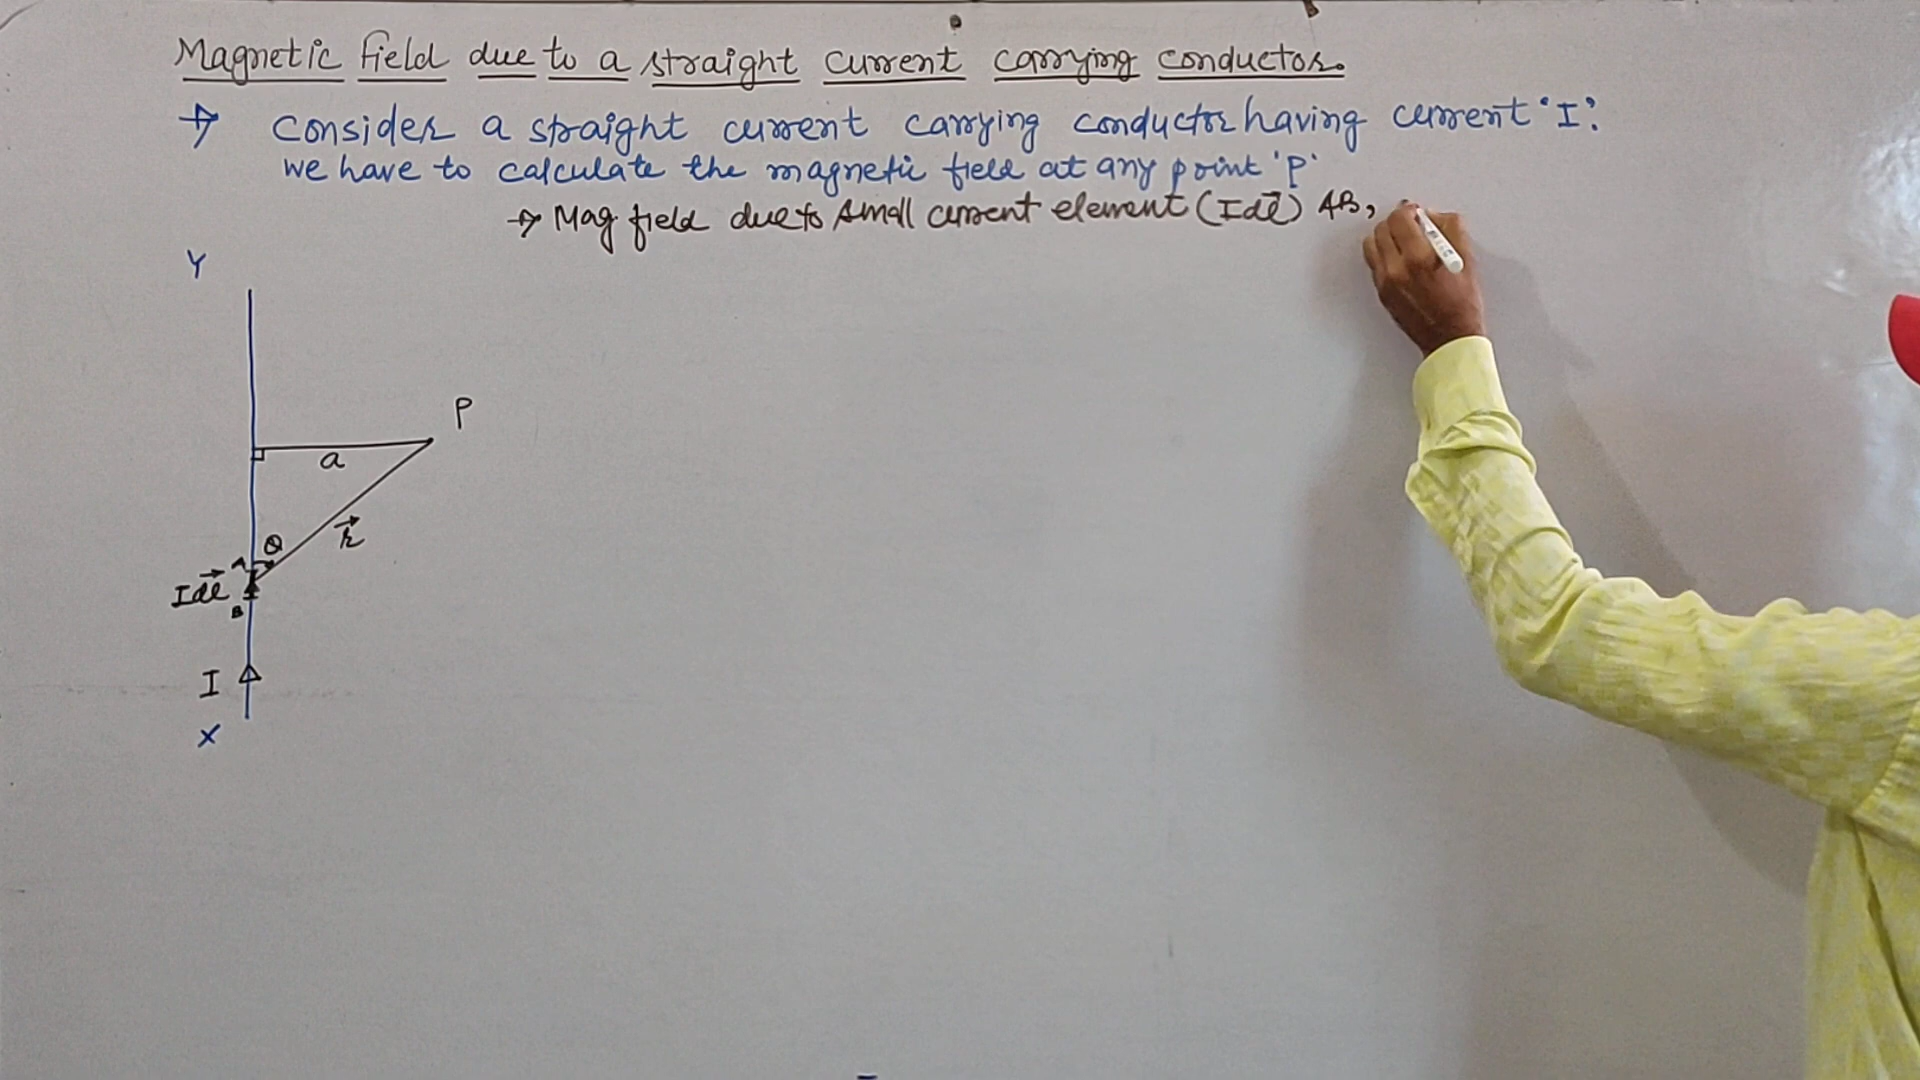 Magnetic field due to a straight current carrying conductor.
→ Consider a straight current carrying conductor having current 'I'.
we have to calculate the magnetic field at any point 'P'
→ Mag field due to small current element (Idl⃗) AB,
Y
P
a
θ
r⃗
A
Idl⃗
B
I
X